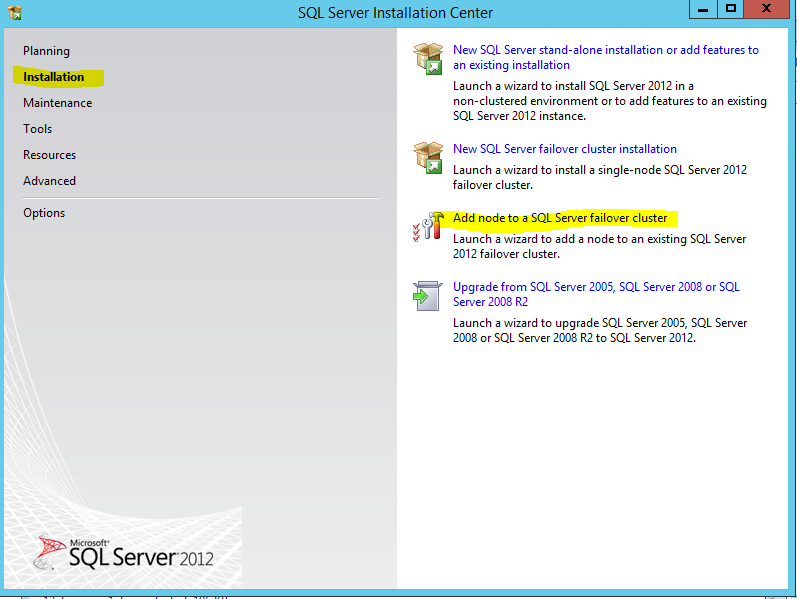 SQL Server Installation Center
Planning
Installation
Maintenance
Tools
Resources
Advanced
Options
New SQL Server stand-alone installation or add features to
an existing installation
Launch a wizard to install SQL Server 2012 in a
non-clustered environment or to add features to an existing
SQL Server 2012 instance.
New SQL Server failover cluster installation
Launch a wizard to install a single-node SQL Server 2012
failover cluster.
Add node to a SQL Server failover cluster
Launch a wizard to add a node to an existing SQL Server
2012 failover cluster.
Upgrade from SQL Server 2005, SQL Server 2008 or SQL
Server 2008 R2
Launch a wizard to upgrade SQL Server 2005, SQL Server
2008 or SQL Server 2008 R2 to SQL Server 2012.
Microsoft®
SQL Server® 2012